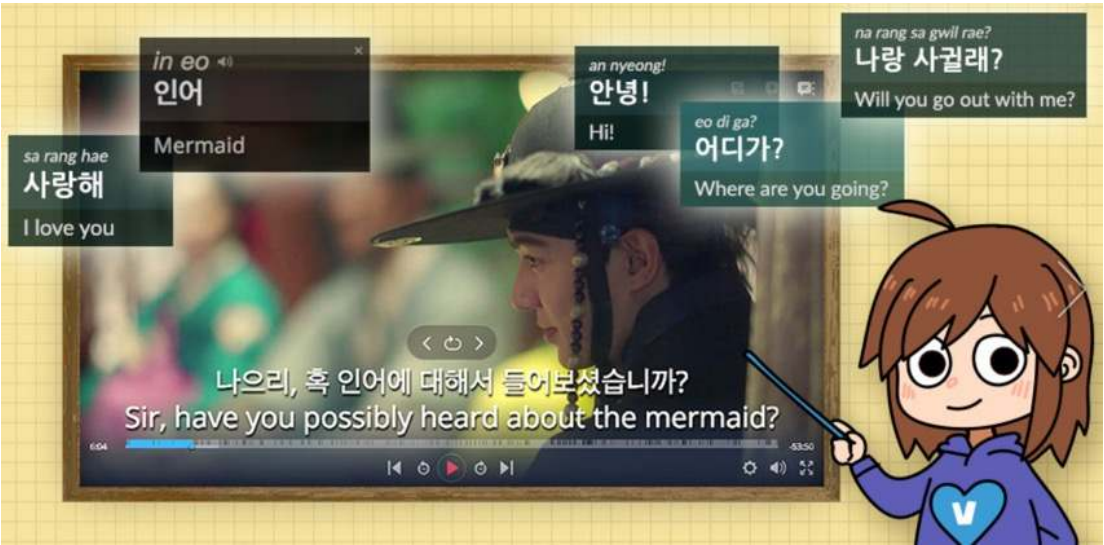 in eo
인어
Mermaid
sa rang hae
사랑해
I love you
an nyeong!
안녕!
Hi!
eo di ga?
어디가?
Where are you going?
na rang sa gwil rae?
나랑 사귈래?
Will you go out with me?
나으리, 혹 인어에 대해서 들어보셨습니까?
Sir, have you possibly heard about the mermaid?
6:04
-53:50
V